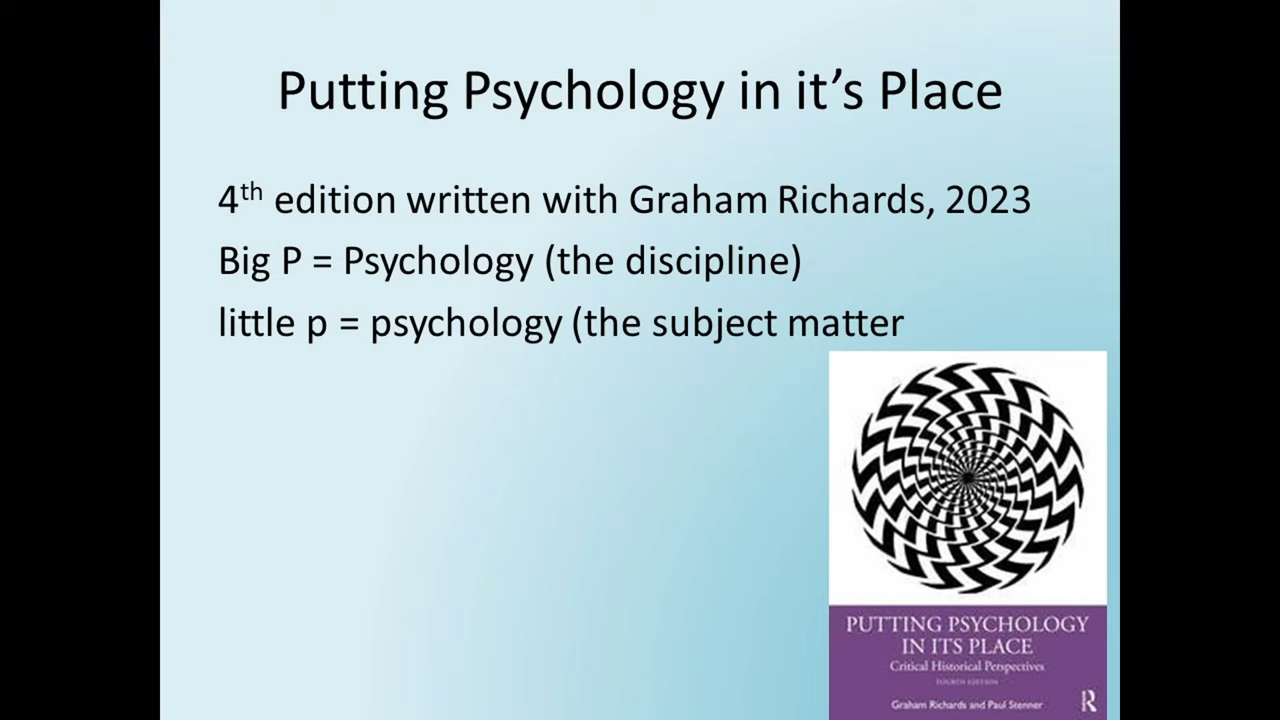 Putting Psychology in it’s Place
4th edition written with Graham Richards, 2023
Big P = Psychology (the discipline)
little p = psychology (the subject matter
PUTTING PSYCHOLOGY
IN ITS PLACE
Critical Historical Perspectives
FOURTH EDITION
Graham Richards and Paul Stenner
R